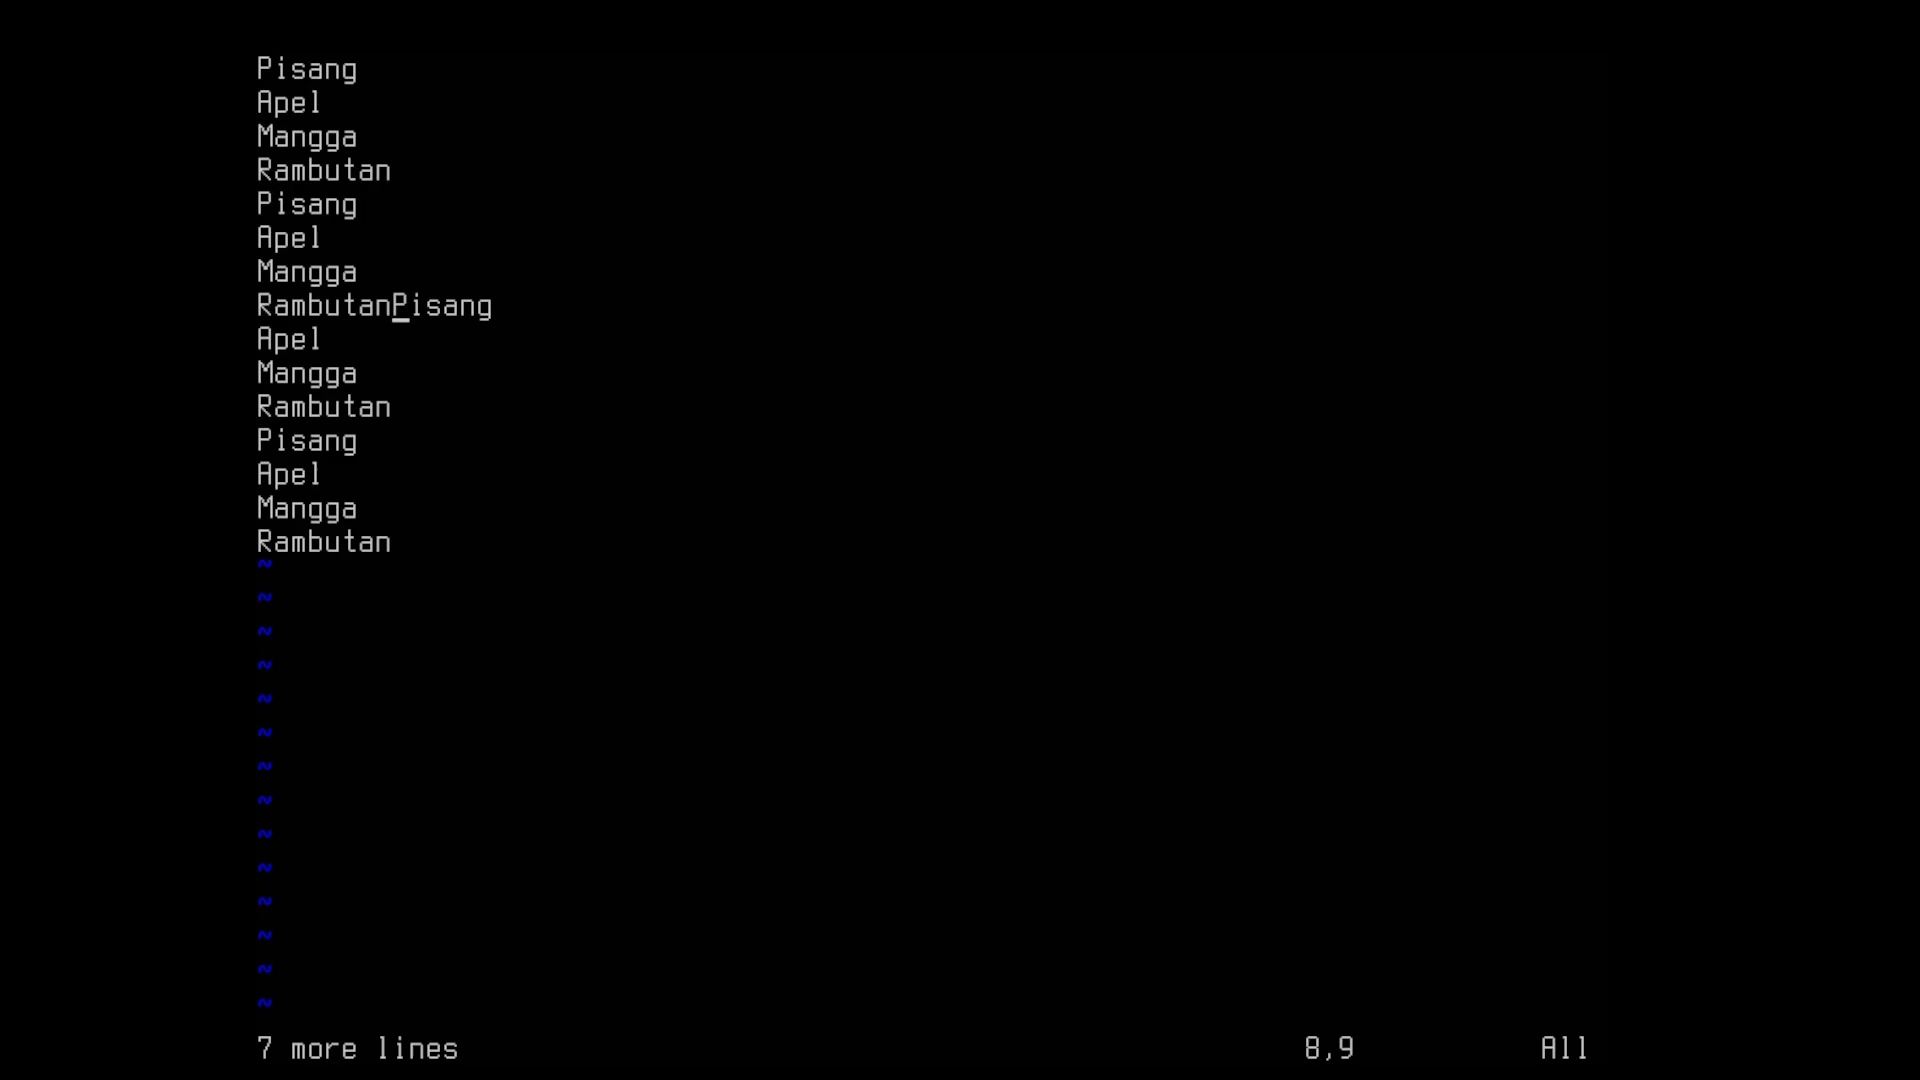 Pisang
Apel
Mangga
Rambutan
Pisang
Apel
Mangga
RambutanPisang
Apel
Mangga
Rambutan
Pisang
Apel
Mangga
Rambutan
~
~
~
~
~
~
~
~
~
~
~
~
~
~
7 more lines 8,9 All